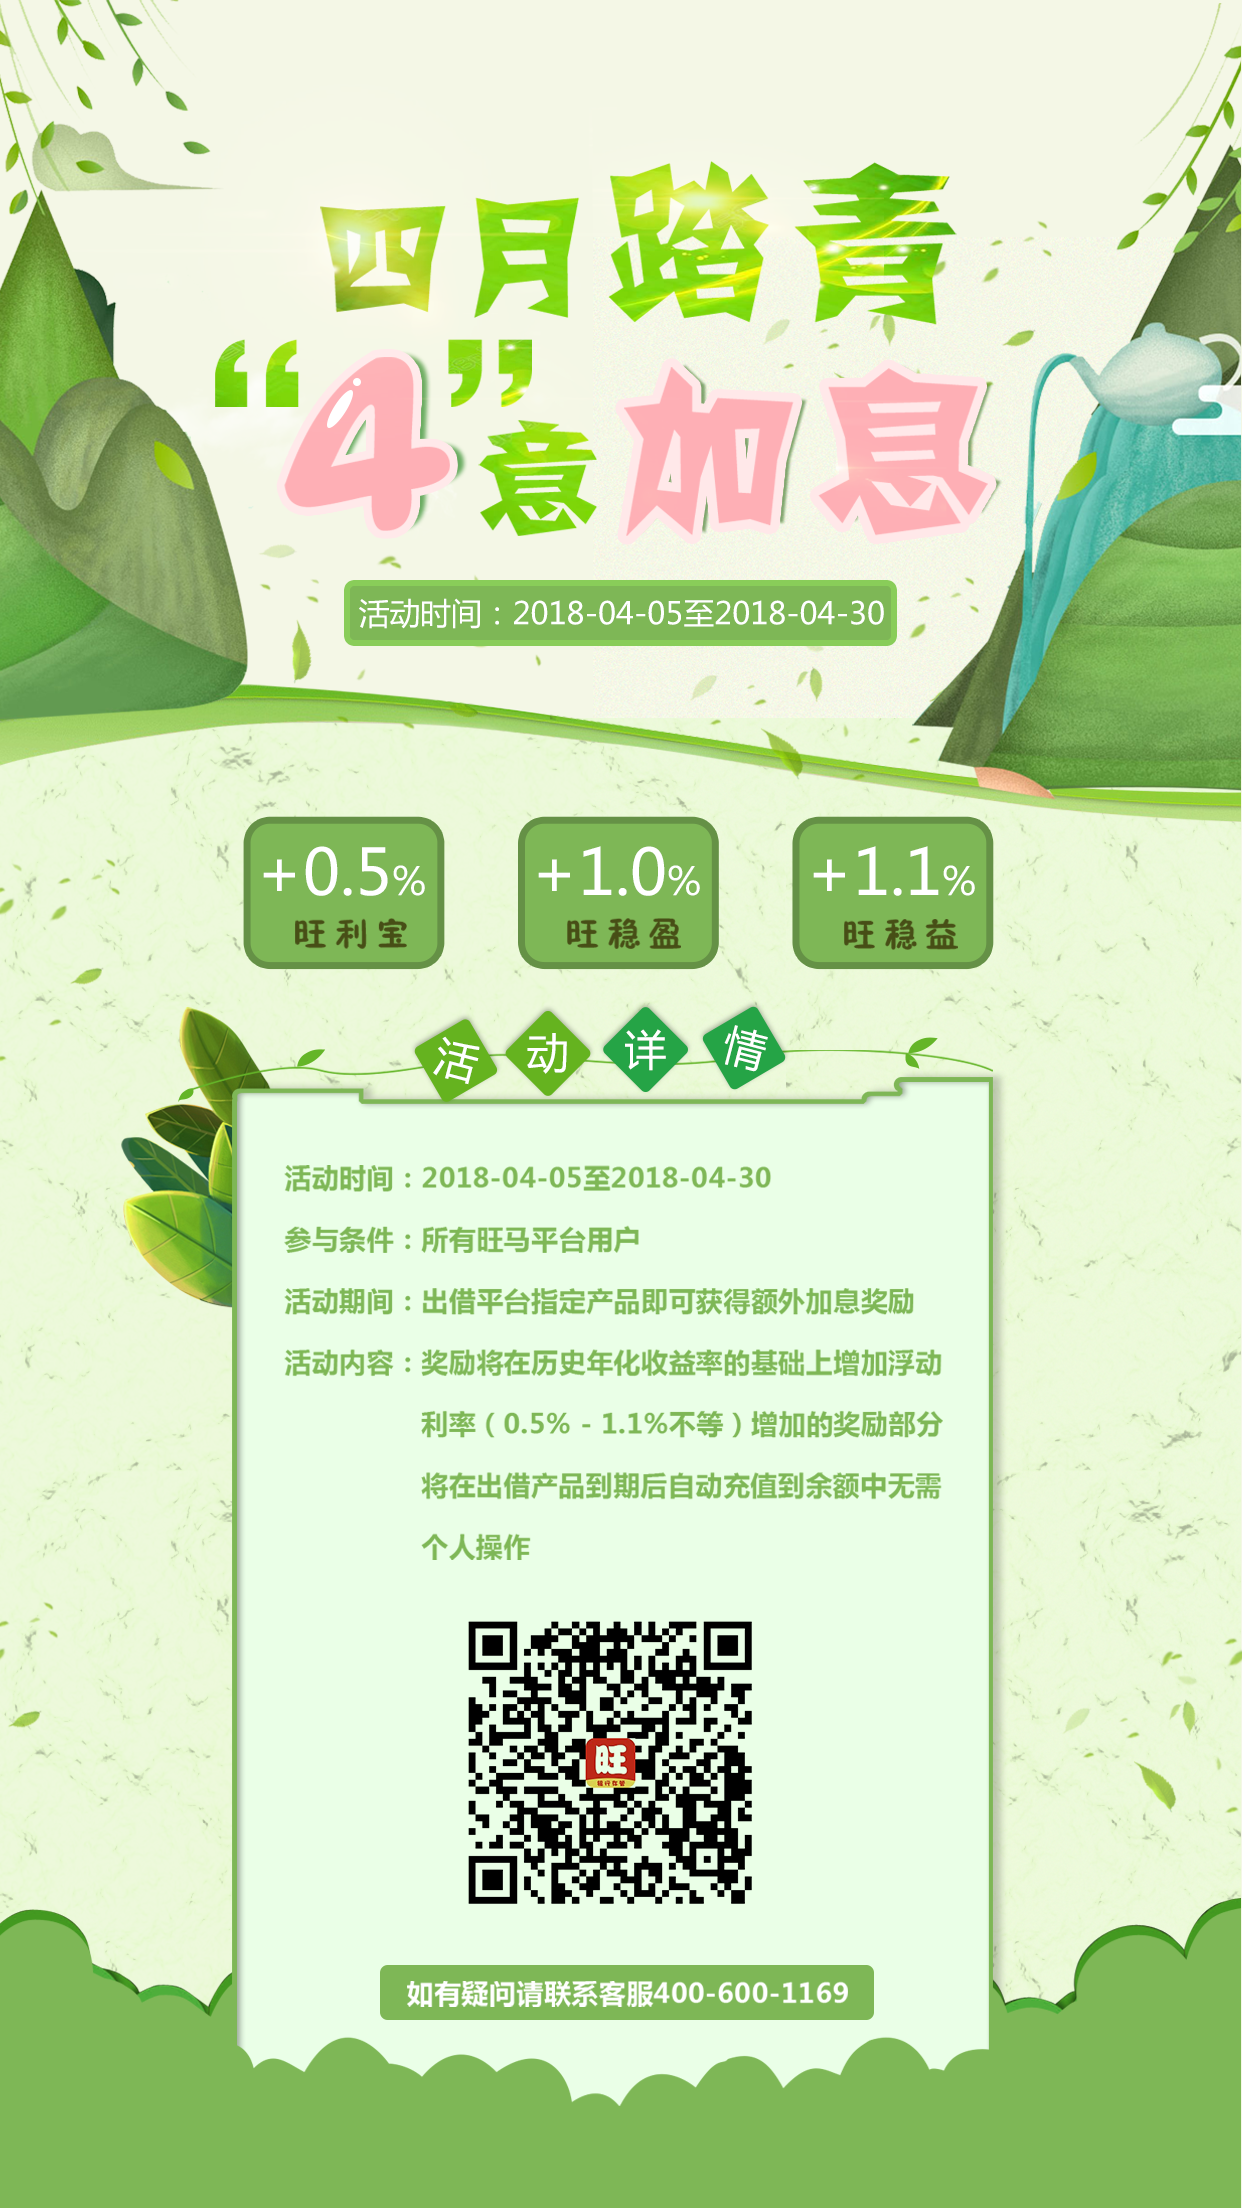 四月踏青
“4”意加息
活动时间：2018-04-05至2018-04-30
+0.5%
旺利宝
+1.0%
旺稳盈
+1.1%
旺稳益
活动详情
活动时间：2018-04-05至2018-04-30
参与条件：所有旺马平台用户
活动期间：出借平台指定产品即可获得额外加息奖励
活动内容：奖励将在历史年化收益率的基础上增加浮动
利率（0.5% - 1.1%不等）增加的奖励部分
将在出借产品到期后自动充值到余额中无需
个人操作
旺
银行存管
如有疑问请联系客服400-600-1169